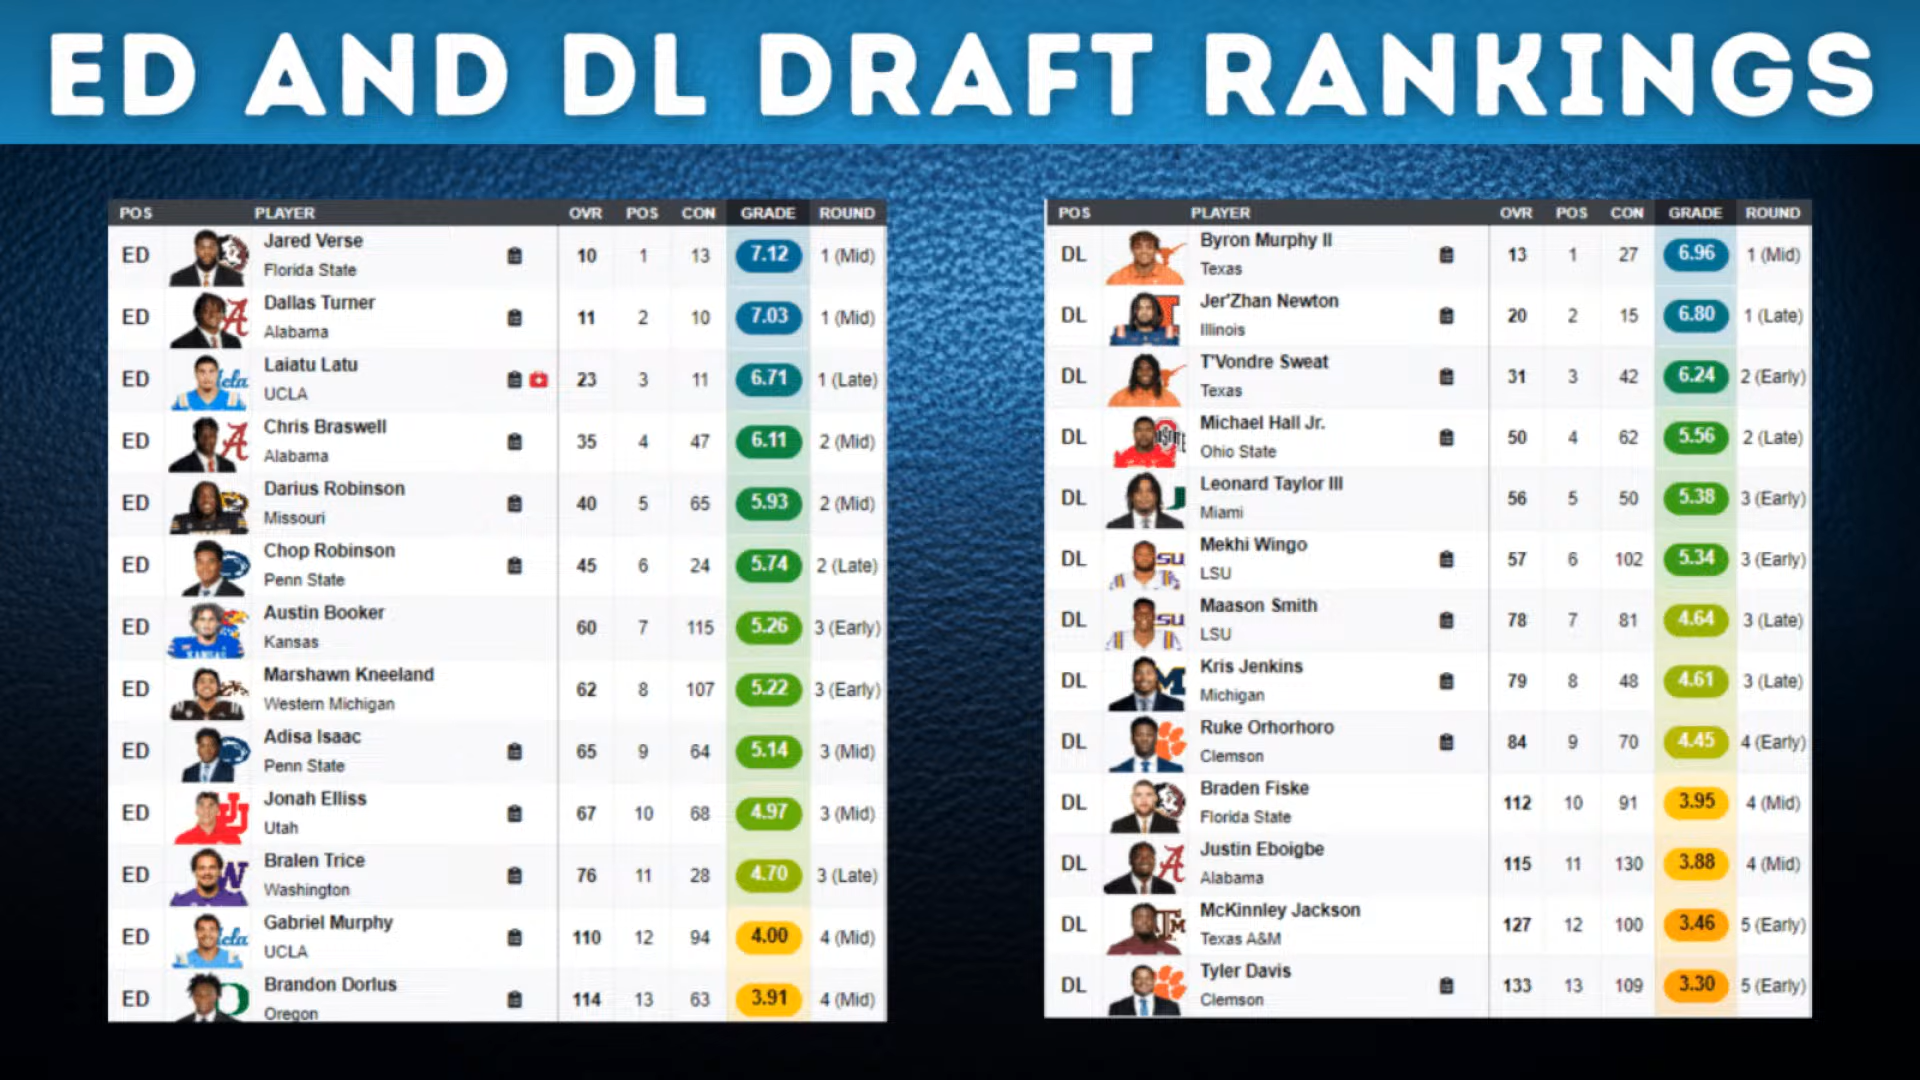 ED AND DL DRAFT RANKINGS
POS PLAYER OVR POS CON GRADE ROUND
ED Jared Verse Florida State 10 1 13 7.12 1 (Mid)
ED Dallas Turner Alabama 11 2 10 7.03 1 (Mid)
ED Laiatu Latu UCLA 23 3 11 6.71 1 (Late)
ED Chris Braswell Alabama 35 4 47 6.11 2 (Mid)
ED Darius Robinson Missouri 40 5 65 5.93 2 (Mid)
ED Chop Robinson Penn State 45 6 24 5.74 2 (Late)
ED Austin Booker Kansas 60 7 115 5.26 3 (Early)
ED Marshawn Kneeland Western Michigan 62 8 107 5.22 3 (Early)
ED Adisa Isaac Penn State 65 9 64 5.14 3 (Mid)
ED Jonah Elliss Utah 67 10 68 4.97 3 (Mid)
ED Bralen Trice Washington 76 11 28 4.70 3 (Late)
ED Gabriel Murphy UCLA 110 12 94 4.00 4 (Mid)
ED Brandon Dorlus Oregon 114 13 63 3.91 4 (Mid)
POS PLAYER OVR POS CON GRADE ROUND
DL Byron Murphy II Texas 13 1 27 6.96 1 (Mid)
DL Jer'Zhan Newton Illinois 20 2 15 6.80 1 (Late)
DL T'Vondre Sweat Texas 31 3 42 6.24 2 (Early)
DL Michael Hall Jr. Ohio State 50 4 62 5.56 2 (Late)
DL Leonard Taylor III Miami 56 5 50 5.38 3 (Early)
DL Mekhi Wingo LSU 57 6 102 5.34 3 (Early)
DL Maason Smith LSU 78 7 81 4.64 3 (Late)
DL Kris Jenkins Michigan 79 8 48 4.61 3 (Late)
DL Ruke Orhorhoro Clemson 84 9 70 4.45 4 (Early)
DL Braden Fiske Florida State 112 10 91 3.95 4 (Mid)
DL Justin Eboigbe Alabama 115 11 130 3.88 4 (Mid)
DL McKinnley Jackson Texas A&M 127 12 100 3.46 5 (Early)
DL Tyler Davis Clemson 133 13 109 3.30 5 (Early)